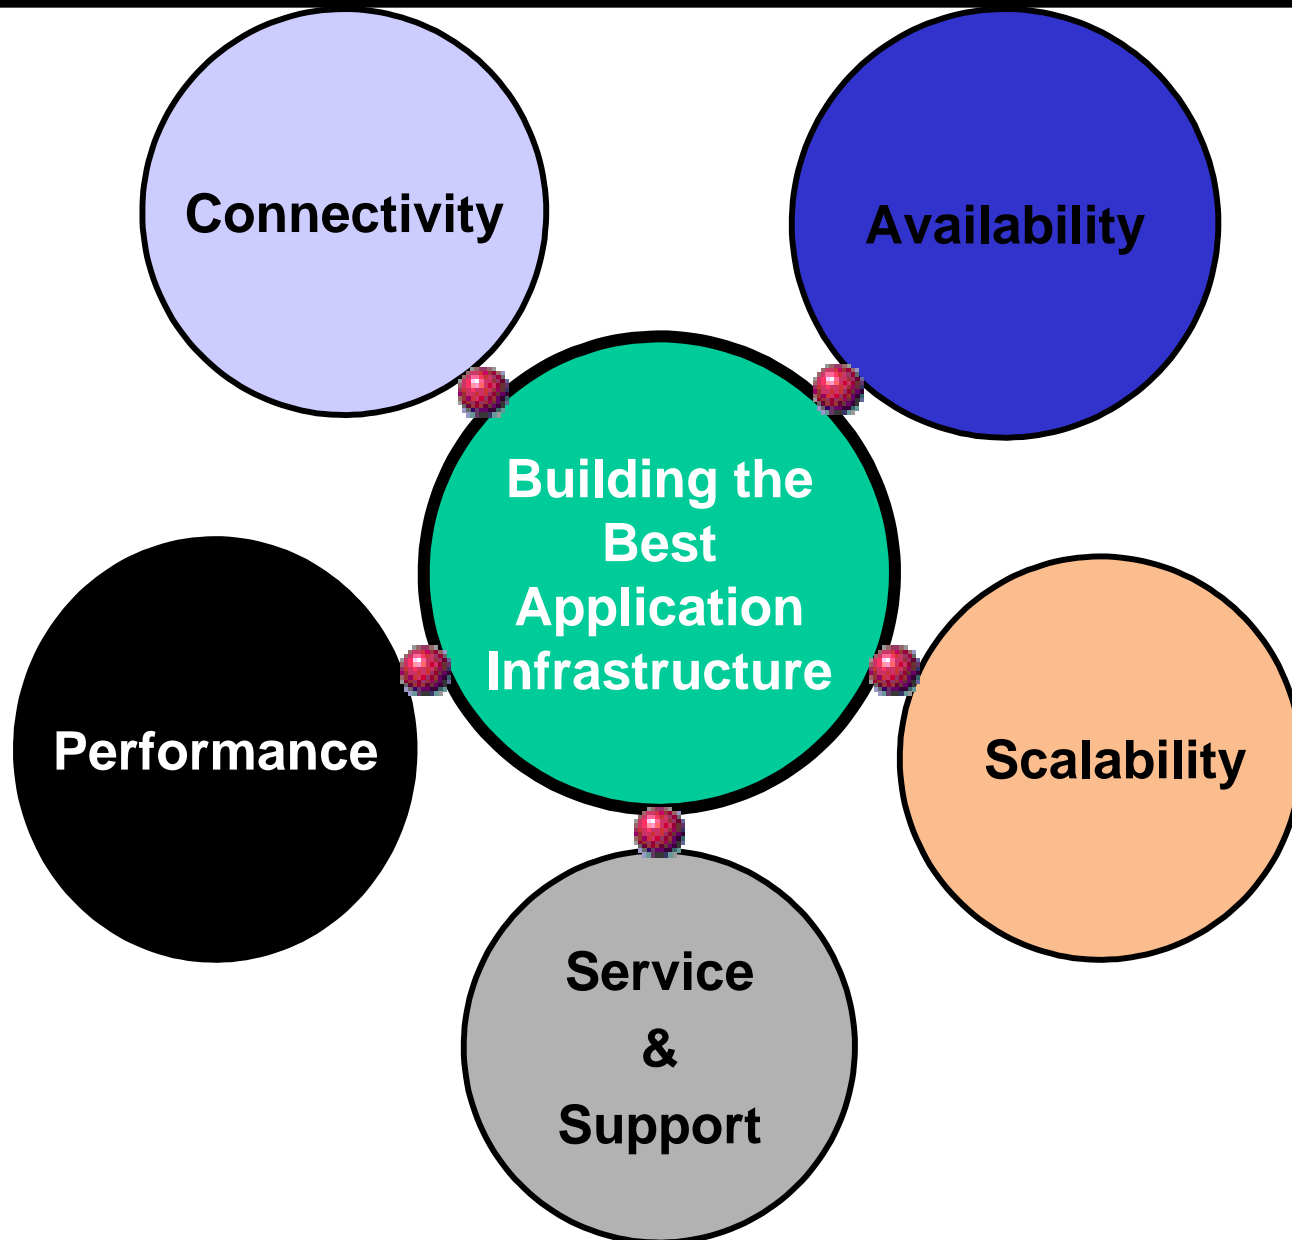 Connectivity
Availability
Building the
Best
Application
Infrastructure
Performance
Scalability
Service
&
Support